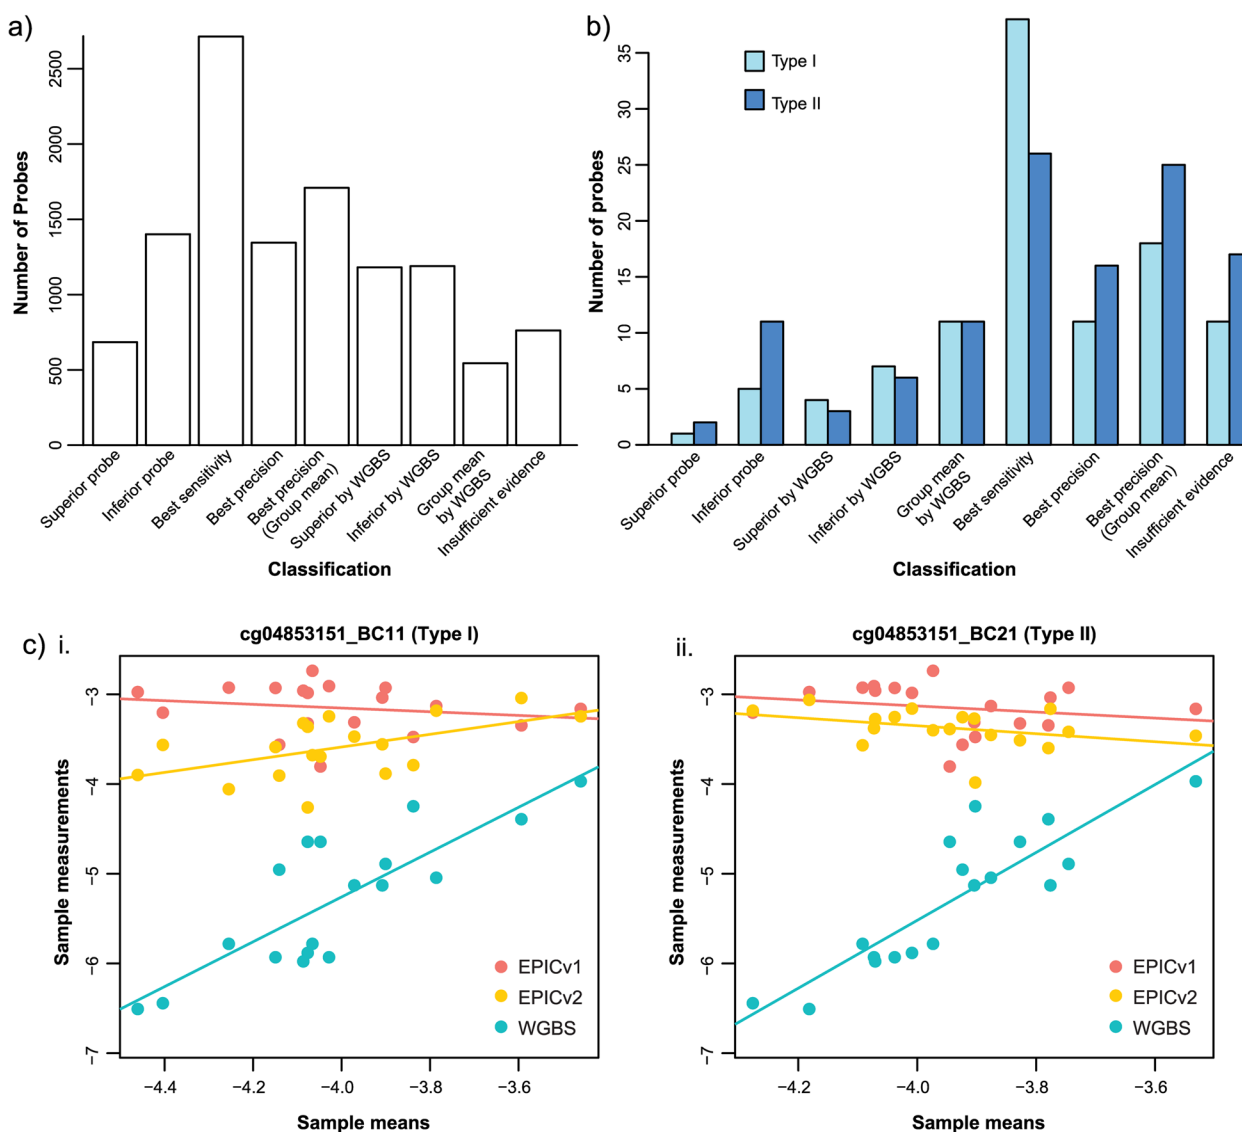 a)
Number of Probes
0
500
1000
1500
2000
2500
Superior probe
Inferior probe
Best sensitivity
Best precision
Best precision
(Group mean)
Superior by WGBS
Inferior by WGBS
Group mean
by WGBS
Insufficient evidence
Classification
b)
Type I
Type II
Number of probes
0
5
10
15
20
25
30
35
Superior probe
Inferior probe
Superior by WGBS
Inferior by WGBS
Group mean
by WGBS
Best sensitivity
Best precision
Best precision
(Group mean)
Insufficient evidence
Classification
c) i.
cg04853151_BC11 (Type I)
Sample measurements
−3
−4
−5
−6
−7
EPICv1
EPICv2
WGBS
−4.4
−4.2
−4.0
−3.8
−3.6
Sample means
ii.
cg04853151_BC21 (Type II)
Sample measurements
−3
−4
−5
−6
−7
EPICv1
EPICv2
WGBS
−4.2
−4.0
−3.8
−3.6
Sample means